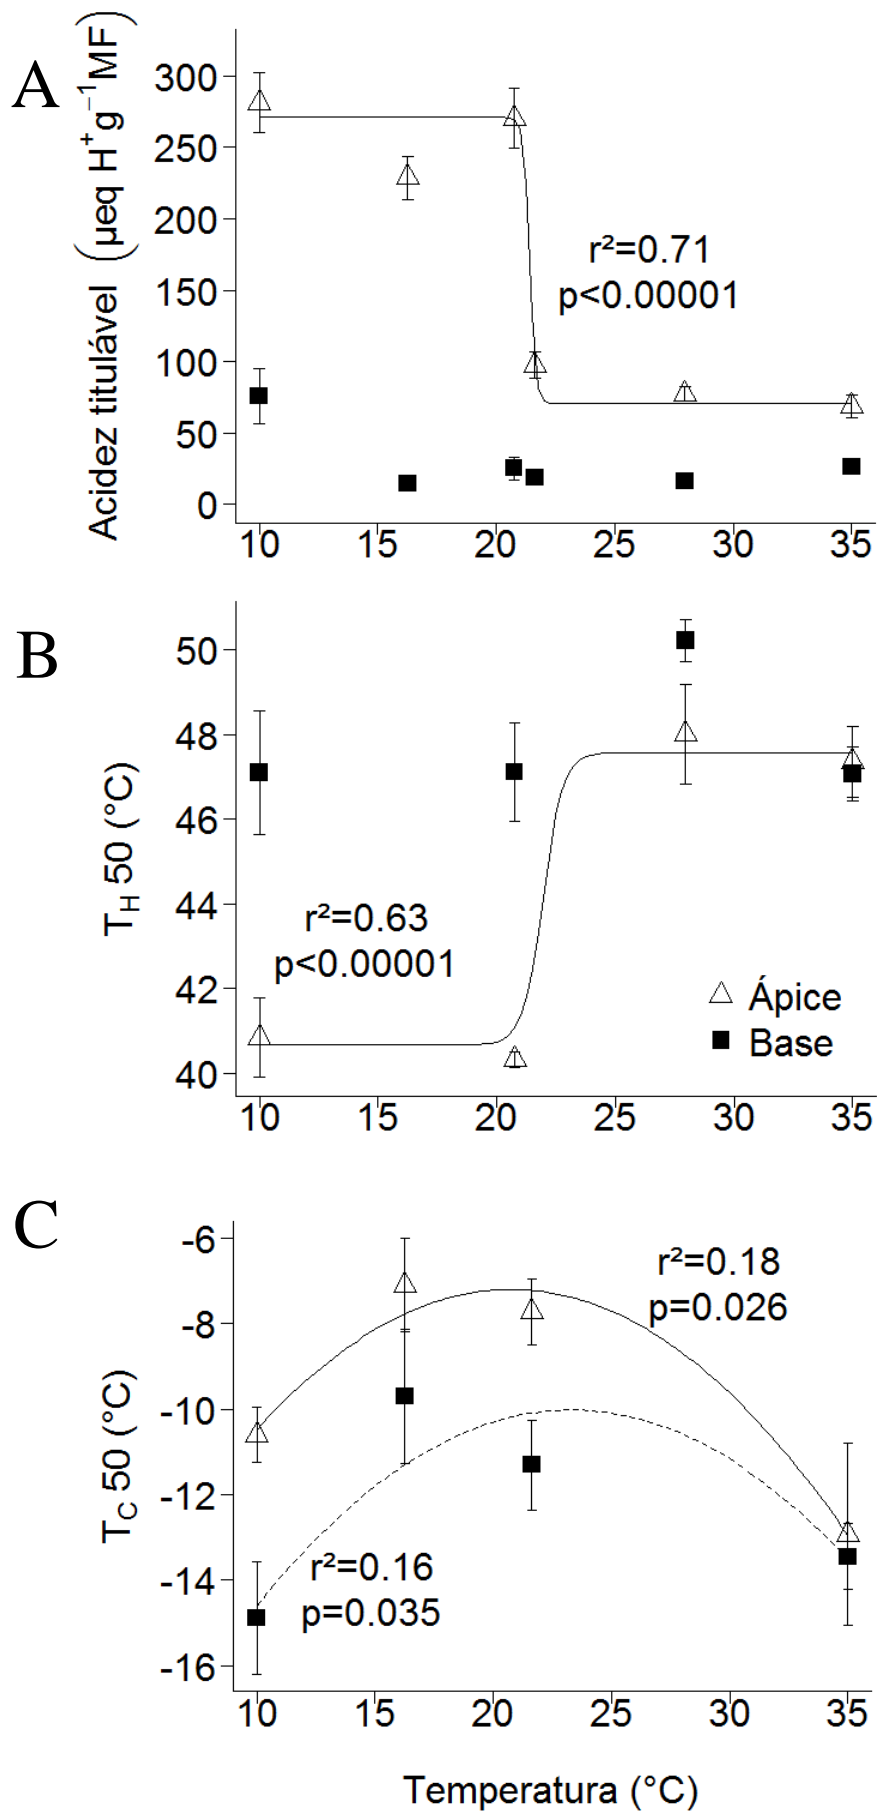 A
Acidez titulável (µeq H⁺g⁻¹MF)
300
250
200
150
100
50
0
r²=0.71
p<0.00001
10 15 20 25 30 35
B
T_H 50 (°C)
50
48
46
44
42
40
r²=0.63
p<0.00001
Ápice
Base
10 15 20 25 30 35
C
T_C 50 (°C)
-6
-8
-10
-12
-14
-16
r²=0.18
p=0.026
r²=0.16
p=0.035
10 15 20 25 30 35
Temperatura (°C)